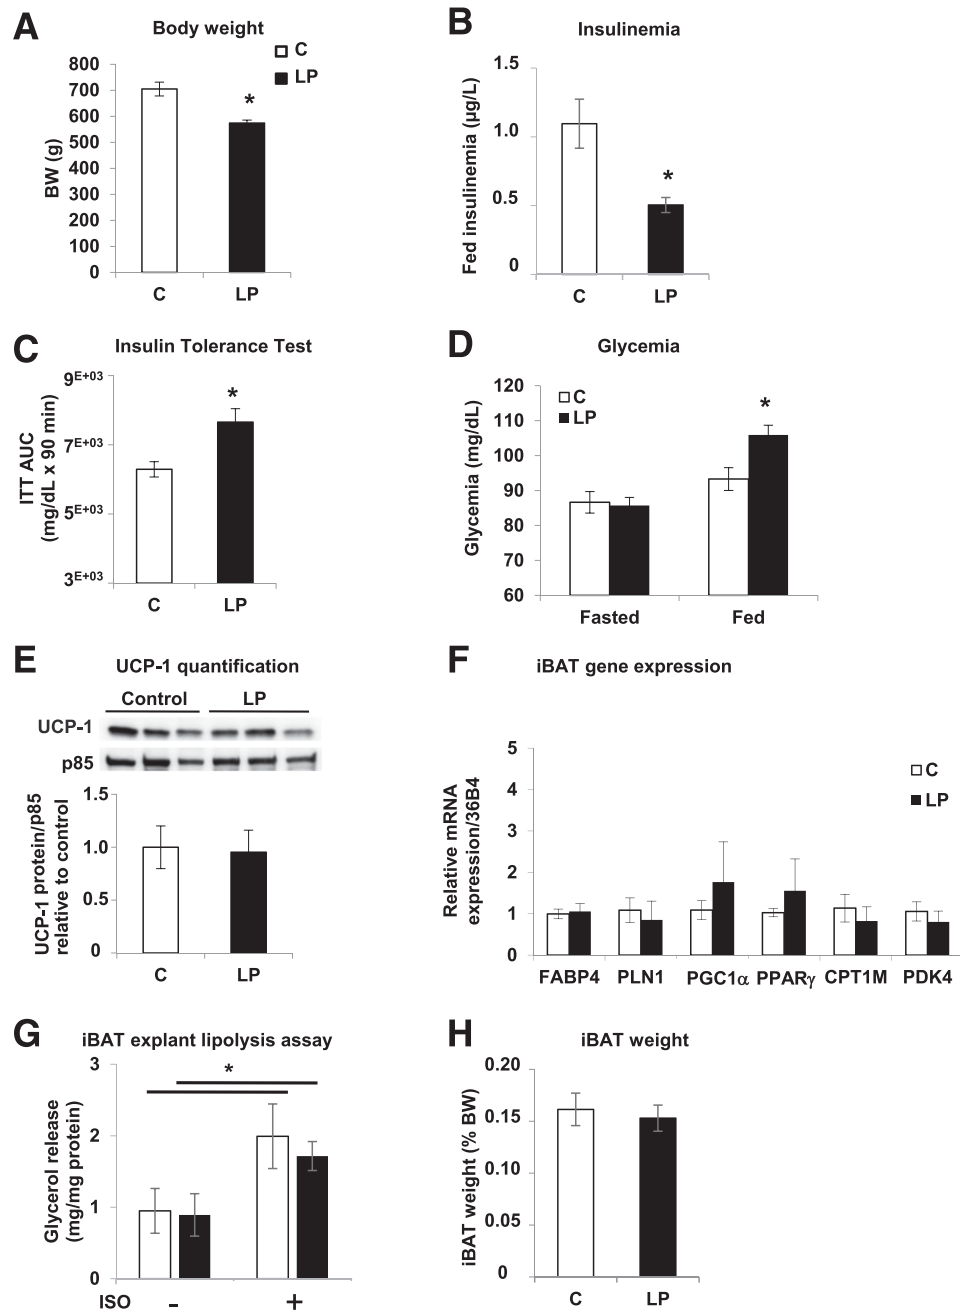 A
Body weight
C
LP
BW (g)
800
700
600
500
400
300
200
100
0
*
C
LP
B
Insulinemia
Fed insulinemia (µg/L)
1.5
1.0
0.5
0
*
C
LP
C
Insulin Tolerance Test
ITT AUC
(mg/dL x 90 min)
9E+03
7E+03
5E+03
3E+03
*
C
LP
D
Glycemia
Glycemia (mg/dL)
120
110
100
90
80
70
60
C
LP
*
Fasted
Fed
E
UCP-1 quantification
Control
LP
UCP-1
p85
UCP-1 protein/p85
relative to control
1.5
1.0
0.5
0
C
LP
F
iBAT gene expression
Relative mRNA
expression/36B4
5
4
3
2
1
0
C
LP
FABP4
PLN1
PGC1α
PPARγ
CPT1M
PDK4
G
iBAT explant lipolysis assay
Glycerol release
(mg/mg protein)
3
2
1
0
*
ISO
-
+
H
iBAT weight
iBAT weight (% BW)
0.20
0.15
0.10
0.05
0
C
LP